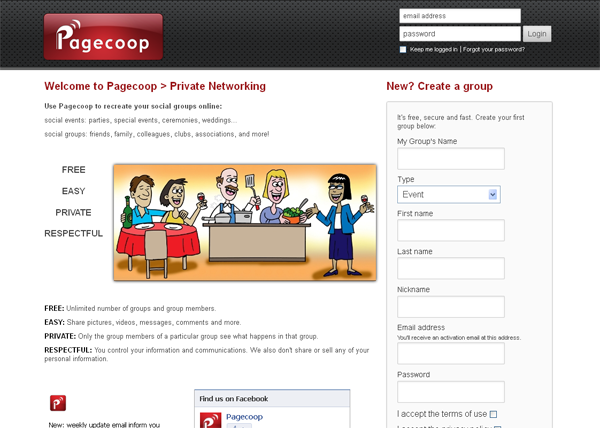 Pagecoop
email address
password
Login
Keep me logged in | Forgot your password?
Welcome to Pagecoop > Private Networking
Use Pagecoop to recreate your social groups online:
social events: parties, special events, ceremonies, weddings...
social groups: friends, family, colleagues, clubs, associations, and more!
FREE
EASY
PRIVATE
RESPECTFUL
FREE: Unlimited number of groups and group members.
EASY: Share pictures, videos, messages, comments and more.
PRIVATE: Only the group members of a particular group see what happens in that group.
RESPECTFUL: You control your information and communications. We also don't share or sell any of your
personal information.
New: weekly update email inform you
Find us on Facebook
Pagecoop
New? Create a group
It's free, secure and fast. Create your first
group below:
My Group's Name
Type
Event
First name
Last name
Nickname
Email address
You'll receive an activation email at this address.
Password
I accept the terms of use
I accept the privacy policy